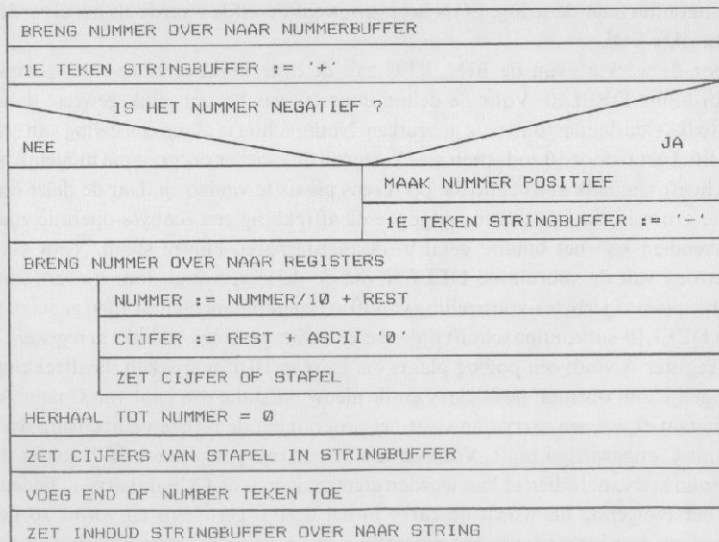 BRENG NUMMER OVER NAAR NUMMERBUFFER
1E TEKEN STRINGBUFFER := '+'
IS HET NUMMER NEGATIEF ?
NEE
JA
MAAK NUMMER POSITIEF
1E TEKEN STRINGBUFFER := '-'
BRENG NUMMER OVER NAAR REGISTERS
NUMMER := NUMMER/10 + REST
CIJFER := REST + ASCII '0'
ZET CIJFER OP STAPEL
HERHAAL TOT NUMMER = 0
ZET CIJFERS VAN STAPEL IN STRINGBUFFER
VOEG END OF NUMBER TEKEN TOE
ZET INHOUD STRINGBUFFER OVER NAAR STRING